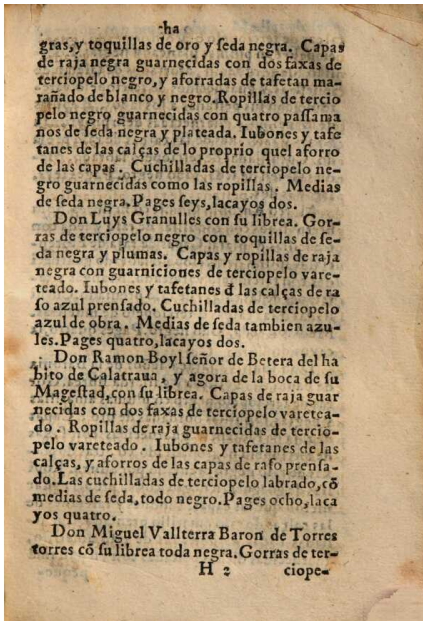 ha
gras, y toquillas de oro y seda negra. Capas
de raja negra guarnecidas con dos faxas de
terciopelo negro, y aforradas de tafetan ma-
rañado de blanco y negro. Ropillas de tercio
pelo negro guarnecidas con quatro passama
nos de seda negra y plateada. Iubones y tafe
tanes de las calças de lo proprio quel aforro
de las capas. Cuchilladas de terciopelo ne-
gro guarnecidas como las ropillas. Medias
de seda negra. Pages seys, lacayos dos.
Don Luys Granulles con su librea. Gor-
ras de terciopelo negro con toquillas de se-
da negra y plumas. Capas y ropillas de raja
negra con guarniciones de terciopelo vare-
teado. Iubones y tafetanes đ las calças de ra
so azul prensado. Cuchilladas de terciopelo
azul de obra. Medias de seda tambien azu-
les. Pages quatro, lacayos dos.
Don Ramon Boyl señor de Betera del ha
bito de Calatraua, y agora de la boca de su
Magestad, con su librea. Capas de raja guar
necidas con dos faxas de terciopelo varetea-
do. Ropillas de raja guarnecidas de tercio-
pelo vareteado. Iubones y tafetanes de las
calças, y aforros de las capas de raso prensa-
do. Las cuchilladas de terciopelo labrado, cõ
medias de seda, todo negro. Pages ocho, laca
yos quatro.
Don Miguel Vallterra Baron de Torres
torres cõ su librea toda negra. Gorras de ter-
H 2 ciope-